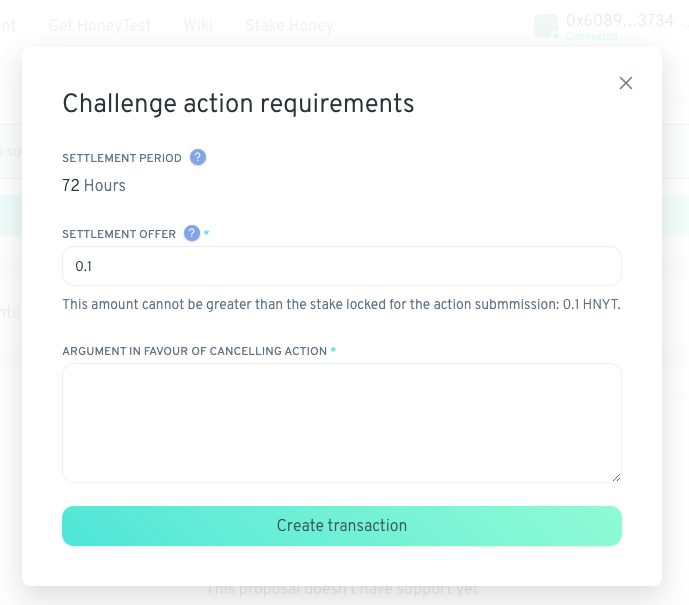 nt Get HoneyTest Wiki Stake Honey 0x6089...3734
Connected
Challenge action requirements
SETTLEMENT PERIOD ?
72 Hours
SETTLEMENT OFFER ? *
0.1
This amount cannot be greater than the stake locked for the action submmission: 0.1 HNYT.
ARGUMENT IN FAVOUR OF CANCELLING ACTION *
Create transaction
This proposal doesn't have support yet